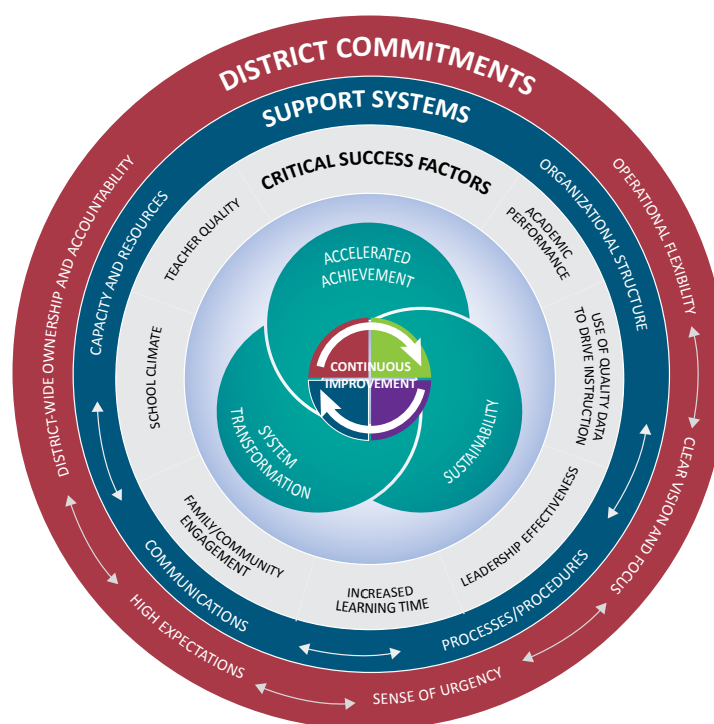 DISTRICT COMMITMENTS
OPERATIONAL FLEXIBILITY
CLEAR VISION AND FOCUS
SENSE OF URGENCY
HIGH EXPECTATIONS
DISTRICT-WIDE OWNERSHIP AND ACCOUNTABILITY
SUPPORT SYSTEMS
ORGANIZATIONAL STRUCTURE
PROCESSES/PROCEDURES
COMMUNICATIONS
CAPACITY AND RESOURCES
CRITICAL SUCCESS FACTORS
ACADEMIC
PERFORMANCE
USE OF QUALITY DATA
TO DRIVE INSTRUCTION
LEADERSHIP EFFECTIVENESS
INCREASED
LEARNING TIME
FAMILY/COMMUNITY
ENGAGEMENT
SCHOOL CLIMATE
TEACHER QUALITY
ACCELERATED
ACHIEVEMENT
SUSTAINABILITY
SYSTEM
TRANSFORMATION
CONTINUOUS
IMPROVEMENT